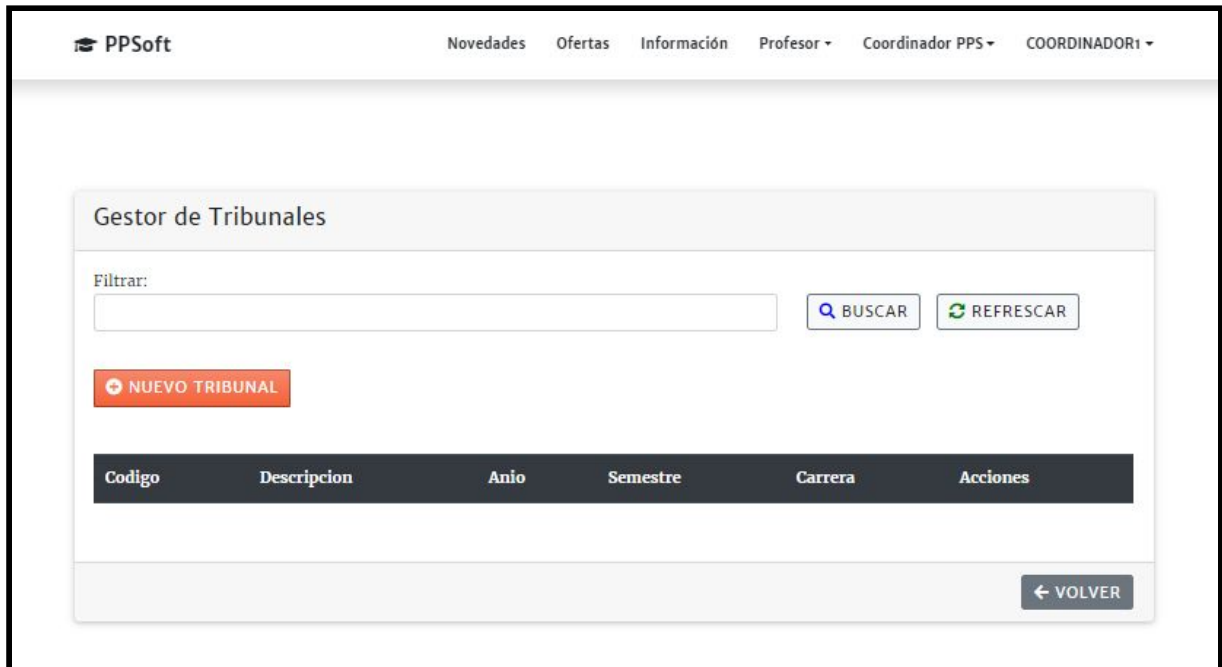 PPSoft Novedades Ofertas Información Profesor Coordinador PPS COORDINADOR1
Gestor de Tribunales
Filtrar:
BUSCAR REFRESCAR
NUEVO TRIBUNAL
Codigo Descripcion Anio Semestre Carrera Acciones
VOLVER